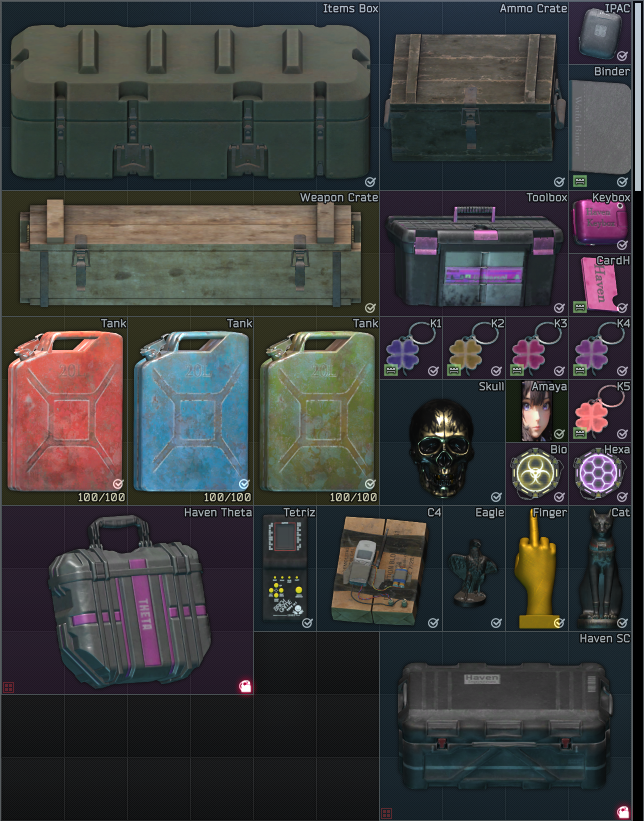 Items Box
Ammo Crate
IPAC
Binder
Weapon Crate
Toolbox
Keybox
CardH
Haven
Tank
Tank
Tank
K1
K2
K3
K4
Skull
Amaya
K5
Bio
Hexa
100/100
100/100
100/100
Haven Theta
THETA
Tetriz
C4
Eagle
Finger
Cat
Haven SC
Haven